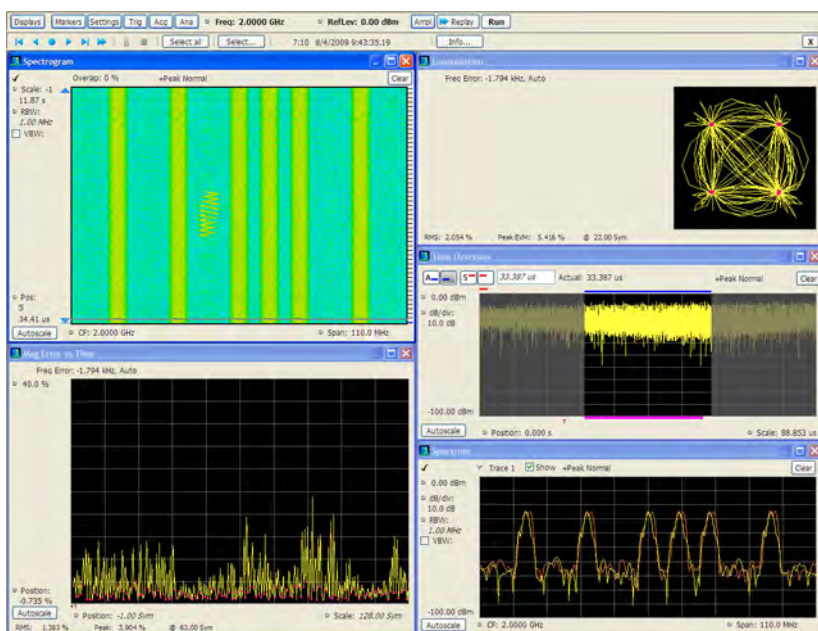 Displays Markers Settings Trig Acq Ana Freq: 2.0000 GHz RefLev: 0.00 dBm Ampl Replay Run
Select all Select... 7:10 8/4/2009 9:43:35.19 Info... X
Spectrogram
Overlap: 0 % +Peak Normal Clear
Scale: -1
11.87 s
RBW:
1.00 MHz
VBW:
Pos:
5
34.41 us
Autoscale CF: 2.0000 GHz Span: 110.0 MHz
Constellation
Freq Error: -1.794 kHz, Auto
RMS: 2.054 % Peak EVM: 5.416 % @ 22.00 Sym
Time Overview
33.387 us Actual: 33.387 us +Peak Normal Clear
0.00 dBm
dB/div:
10.0 dB
-100.00 dBm
Autoscale Position: 0.000 s Scale: 88.853 us
Mag Error vs Time
Freq Error: -1.794 kHz, Auto
40.0 %
Position:
-0.735 %
Autoscale Position: -1.00 Sym Scale: 128.00 Sym
RMS: 1.383 % Peak: 3.904 % @ 63.00 Sym
Spectrum
Trace 1 Show +Peak Normal Clear
0.00 dBm
dB/div:
10.0 dB
RBW:
1.00 MHz
VBW:
-100.00 dBm
Autoscale CF: 2.0000 GHz Span: 110.0 MHz